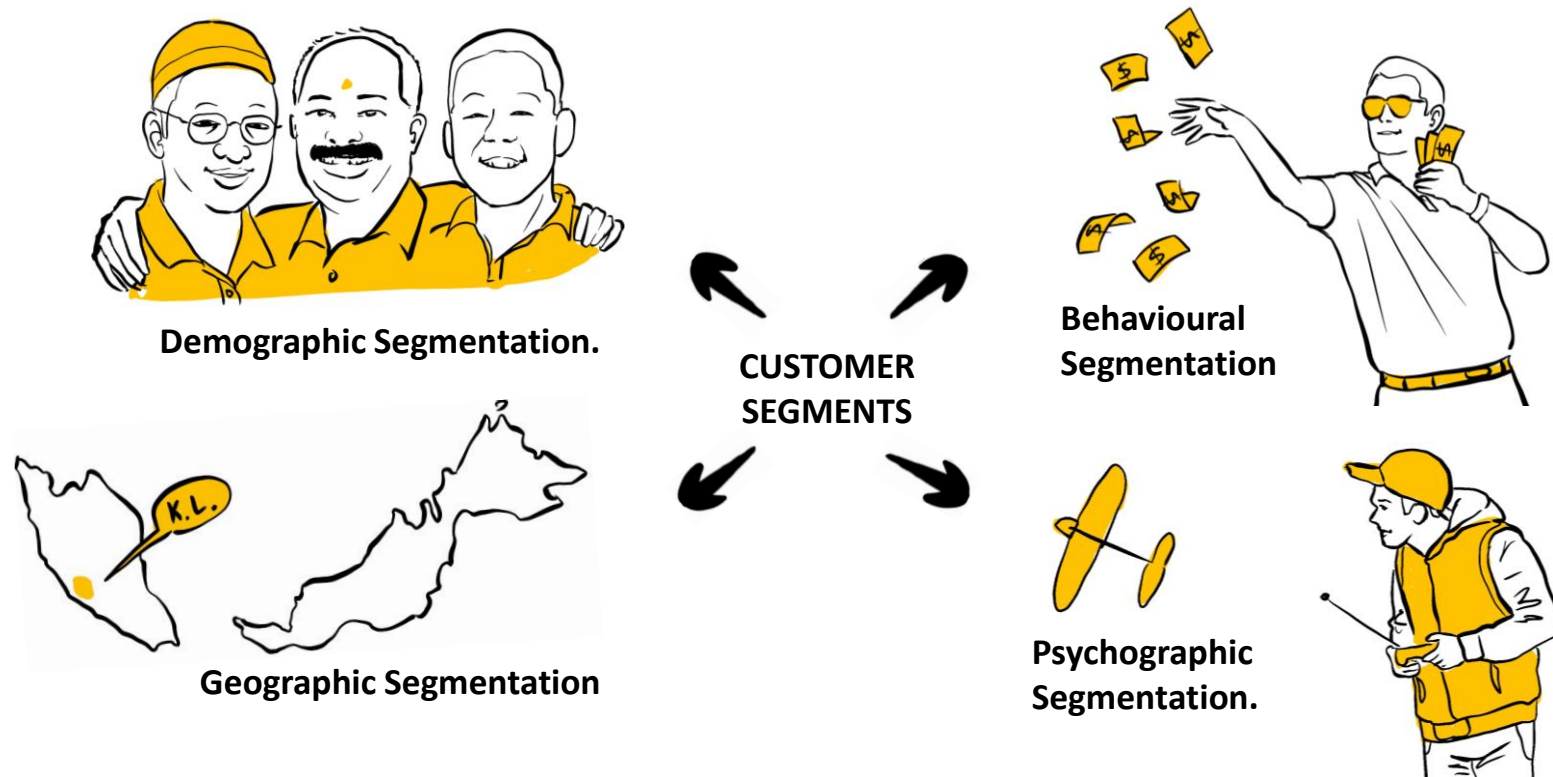 $
$
$
$
$
$
$
Demographic Segmentation.
Behavioural
Segmentation
CUSTOMER
SEGMENTS
K.L.
Geographic Segmentation
Psychographic
Segmentation.